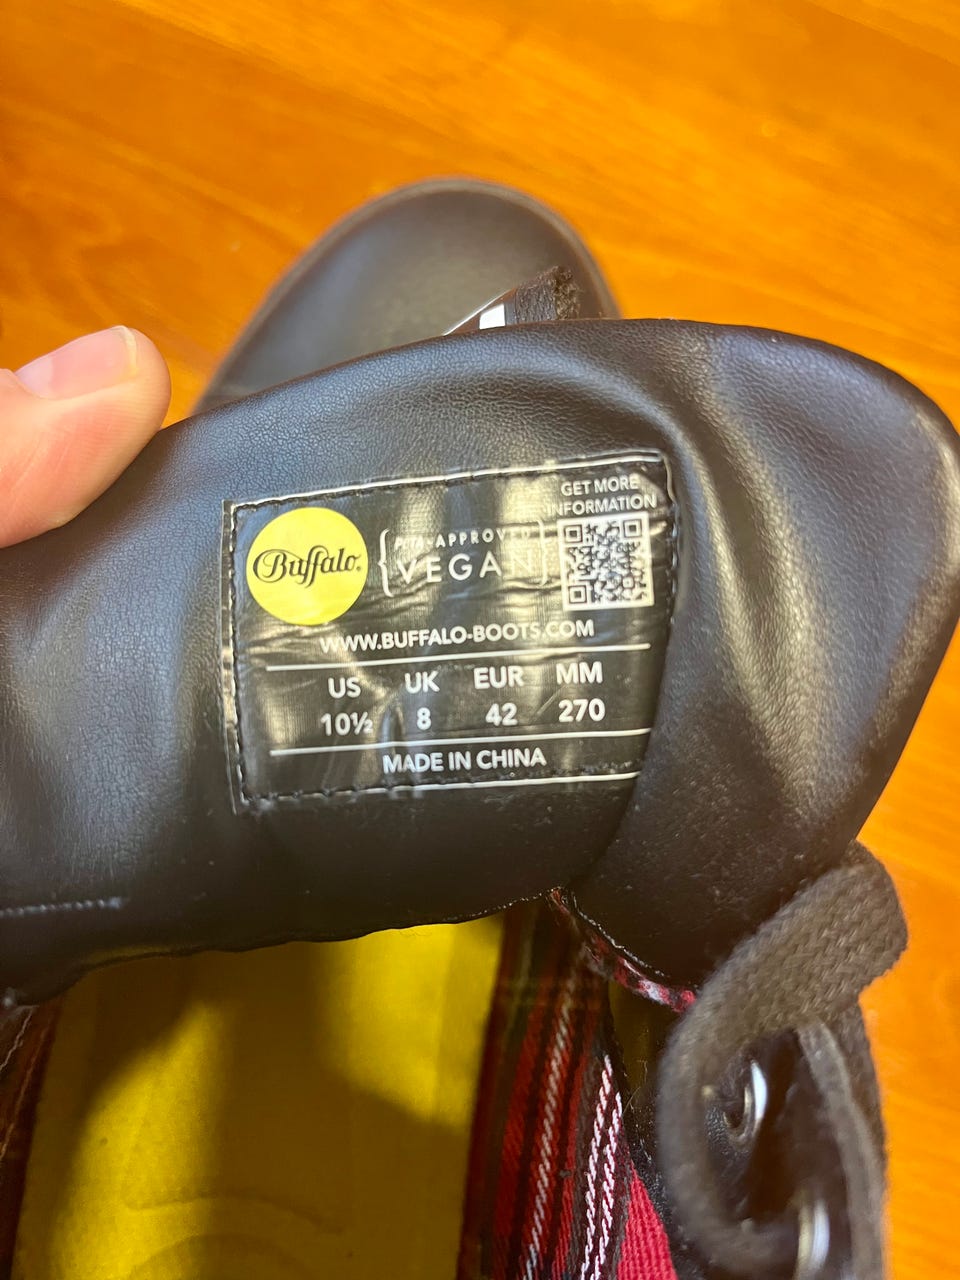 GET MORE
INFORMATION
Buffalo®
PETA-APPROVED
VEGAN
WWW.BUFFALO-BOOTS.COM
US UK EUR MM
10½ 8 42 270
MADE IN CHINA